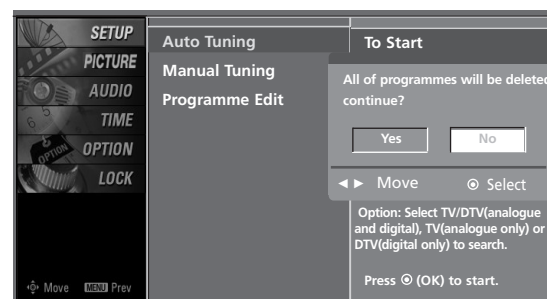 SETUP
PICTURE
AUDIO
TIME
OPTION
LOCK
Move MENU Prev
Auto Tuning
Manual Tuning
Programme Edit
To Start
All of programmes will be deleted
continue?
Yes No
◄ ► Move ⊙ Select
Option: Select TV/DTV(analogue
and digital), TV(analogue only) or
DTV(digital only) to search.
Press ⊙ (OK) to start.